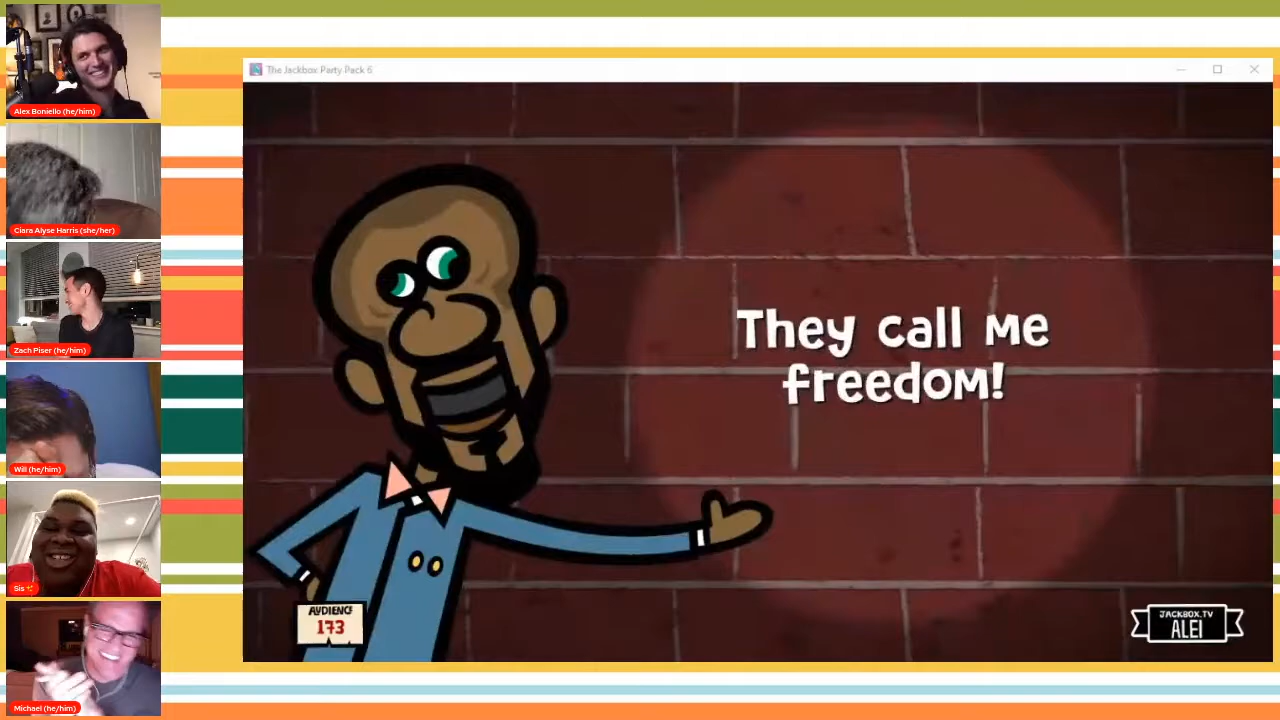 Alex Boniello (he/him)
Ciara Alyse Harris (she/her)
Zach Piser (he/him)
Will (he/him)
Sis✨
Michael (he/him)
The Jackbox Party Pack 6
They call me
freedom!
AUDIENCE
173
JACKBOX.TV
ALEI